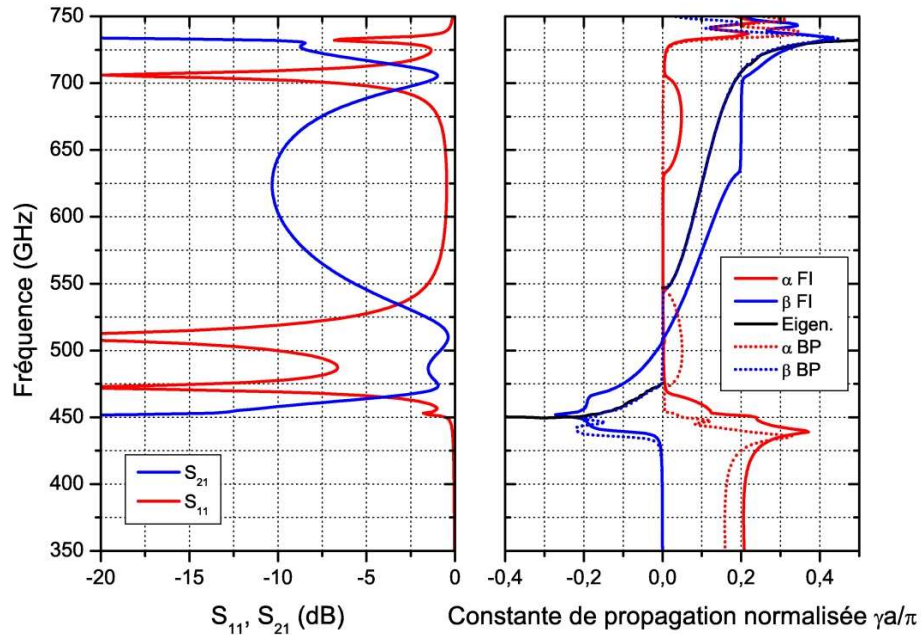 750
700
650
600
550
500
450
400
350
Fréquence (GHz)
S21
S11
-20 -15 -10 -5 0
S11, S21 (dB)
α FI
β FI
Eigen.
α BP
β BP
-0,4 -0,2 0,0 0,2 0,4
Constante de propagation normalisée γa/π